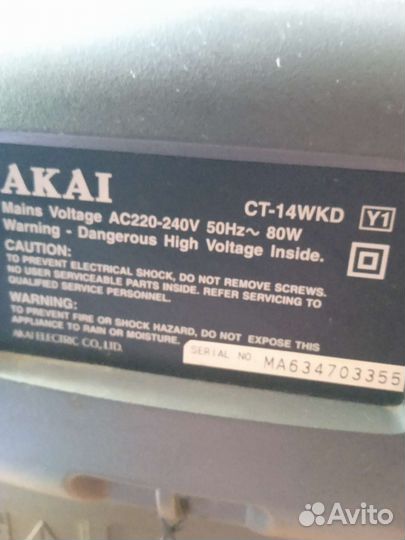 AKAI
CT-14WKD Y1
Mains Voltage AC220-240V 50Hz~ 80W
Warning - Dangerous High Voltage Inside.
CAUTION:
TO PREVENT ELECTRICAL SHOCK, DO NOT REMOVE SCREWS.
NO USER SERVICEABLE PARTS INSIDE. REFER SERVICING TO
QUALIFIED SERVICE PERSONNEL.
WARNING:
TO PREVENT FIRE OR SHOCK HAZARD, DO NOT EXPOSE THIS
APPLIANCE TO RAIN OR MOISTURE.
AKAI ELECTRIC CO., LTD.
SERIAL NO. MA634703355
Avito